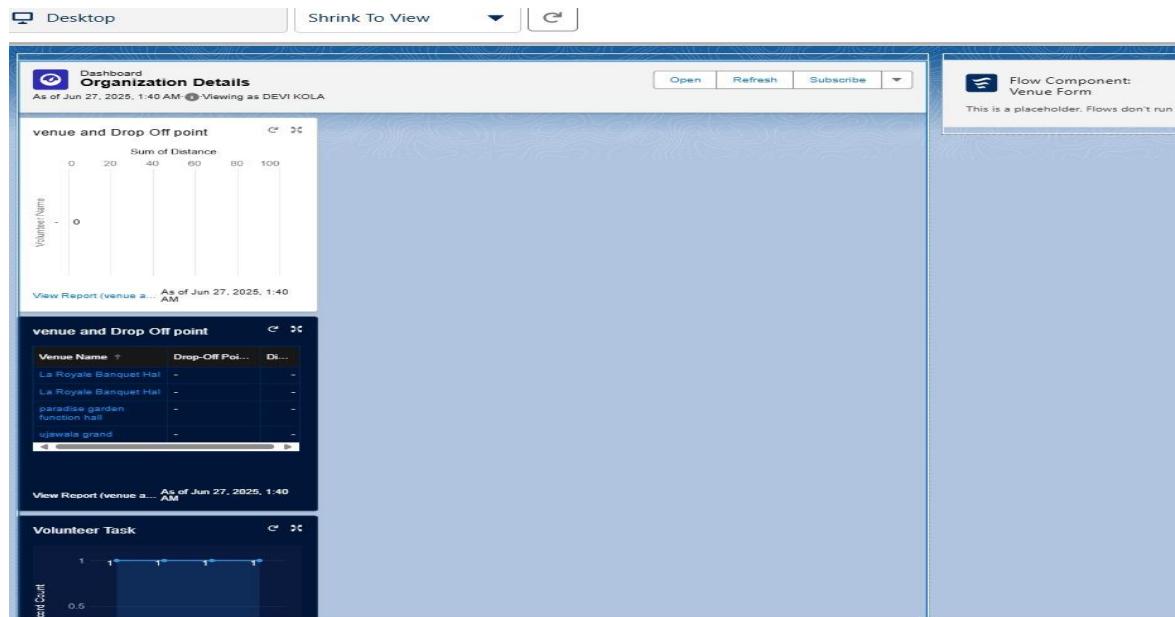 Desktop
Shrink To View
Dashboard
Organization Details
As of Jun 27, 2025, 1:40 AM·Viewing as DEVI KOLA
Open
Refresh
Subscribe
Flow Component:
Venue Form
This is a placeholder. Flows don't run
venue and Drop Off point
Sum of Distance
0 20 40 60 80 100
Volunteer Name
- 0
View Report (venue a...
As of Jun 27, 2025, 1:40
AM
venue and Drop Off point
Venue Name ↑ Drop-Off Poi... Di...
La Royale Banquet Hal - -
La Royale Banquet Hal - -
paradise garden
function hall - -
ujawala grand - -
View Report (venue a...
As of Jun 27, 2025, 1:40
AM
Volunteer Task
1
1 1 1 1
0.5
ord Count